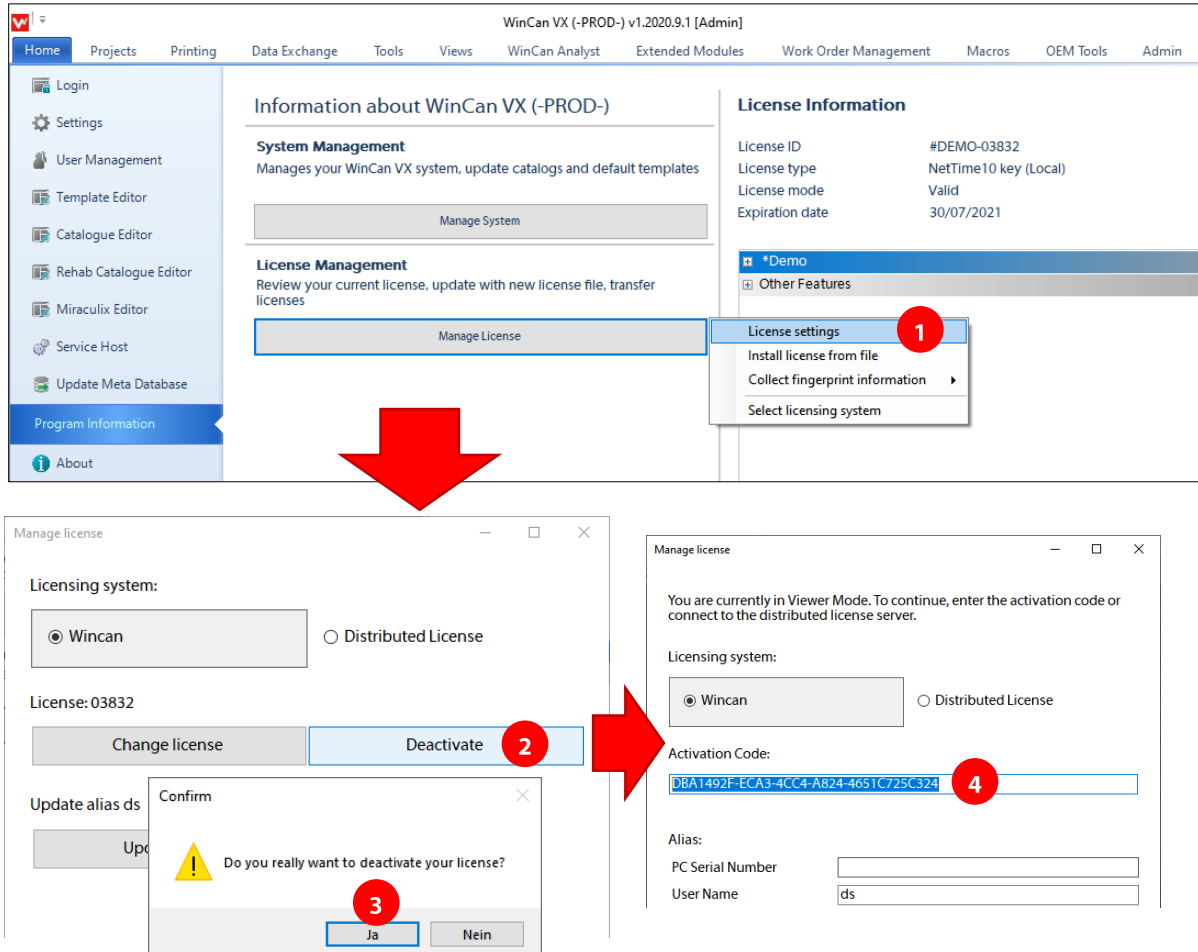 WinCan VX (-PROD-) v1.2020.9.1 [Admin]
Home Projects Printing Data Exchange Tools Views WinCan Analyst Extended Modules Work Order Management Macros OEM Tools Admin
Login
Settings
User Management
Template Editor
Catalogue Editor
Rehab Catalogue Editor
Miraculix Editor
Service Host
Update Meta Database
Program Information
About
Information about WinCan VX (-PROD-)
System Management
Manages your WinCan VX system, update catalogs and default templates
Manage System
License Management
Review your current license, update with new license file, transfer
licenses
Manage License
License Information
License ID #DEMO-03832
License type NetTime10 key (Local)
License mode Valid
Expiration date 30/07/2021
*Demo
Other Features
License settings 1
Install license from file
Collect fingerprint information
Select licensing system
Manage license
Licensing system:
Wincan Distributed License
License: 03832
Change license Deactivate 2
Update alias ds
Upd
Confirm
Do you really want to deactivate your license?
3
Ja Nein
Manage license
You are currently in Viewer Mode. To continue, enter the activation code or
connect to the distributed license server.
Licensing system:
Wincan Distributed License
Activation Code:
DBA1492F-ECA3-4CC4-A824-4651C725C324 4
Alias:
PC Serial Number
User Name ds